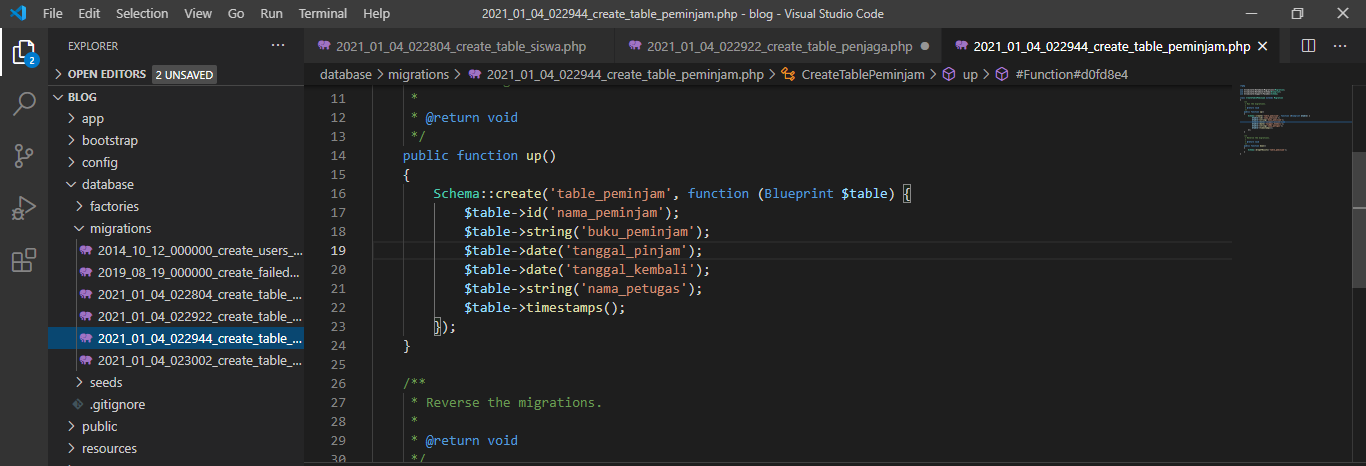 File Edit Selection View Go Run Terminal Help
2021_01_04_022944_create_table_peminjam.php - blog - Visual Studio Code
EXPLORER
2021_01_04_022804_create_table_siswa.php
2021_01_04_022922_create_table_penjaga.php
2021_01_04_022944_create_table_peminjam.php
2
OPEN EDITORS 2 UNSAVED
BLOG
app
bootstrap
config
database
factories
migrations
2014_10_12_000000_create_users_...
2019_08_19_000000_create_failed...
2021_01_04_022804_create_table_...
2021_01_04_022922_create_table_...
2021_01_04_022944_create_table_...
2021_01_04_023002_create_table_...
seeds
.gitignore
public
resources
database > migrations > 2021_01_04_022944_create_table_peminjam.php > CreateTablePeminjam > up > #Function#d0fd8e4
11 *
12 * @return void
13 */
14 public function up()
15 {
16 Schema::create('table_peminjam', function (Blueprint $table) {
17 $table->id('nama_peminjam');
18 $table->string('buku_peminjam');
19 $table->date('tanggal_pinjam');
20 $table->date('tanggal_kembali');
21 $table->string('nama_petugas');
22 $table->timestamps();
23 });
24 }
25
26 /**
27 * Reverse the migrations.
28 *
29 * @return void
30 */